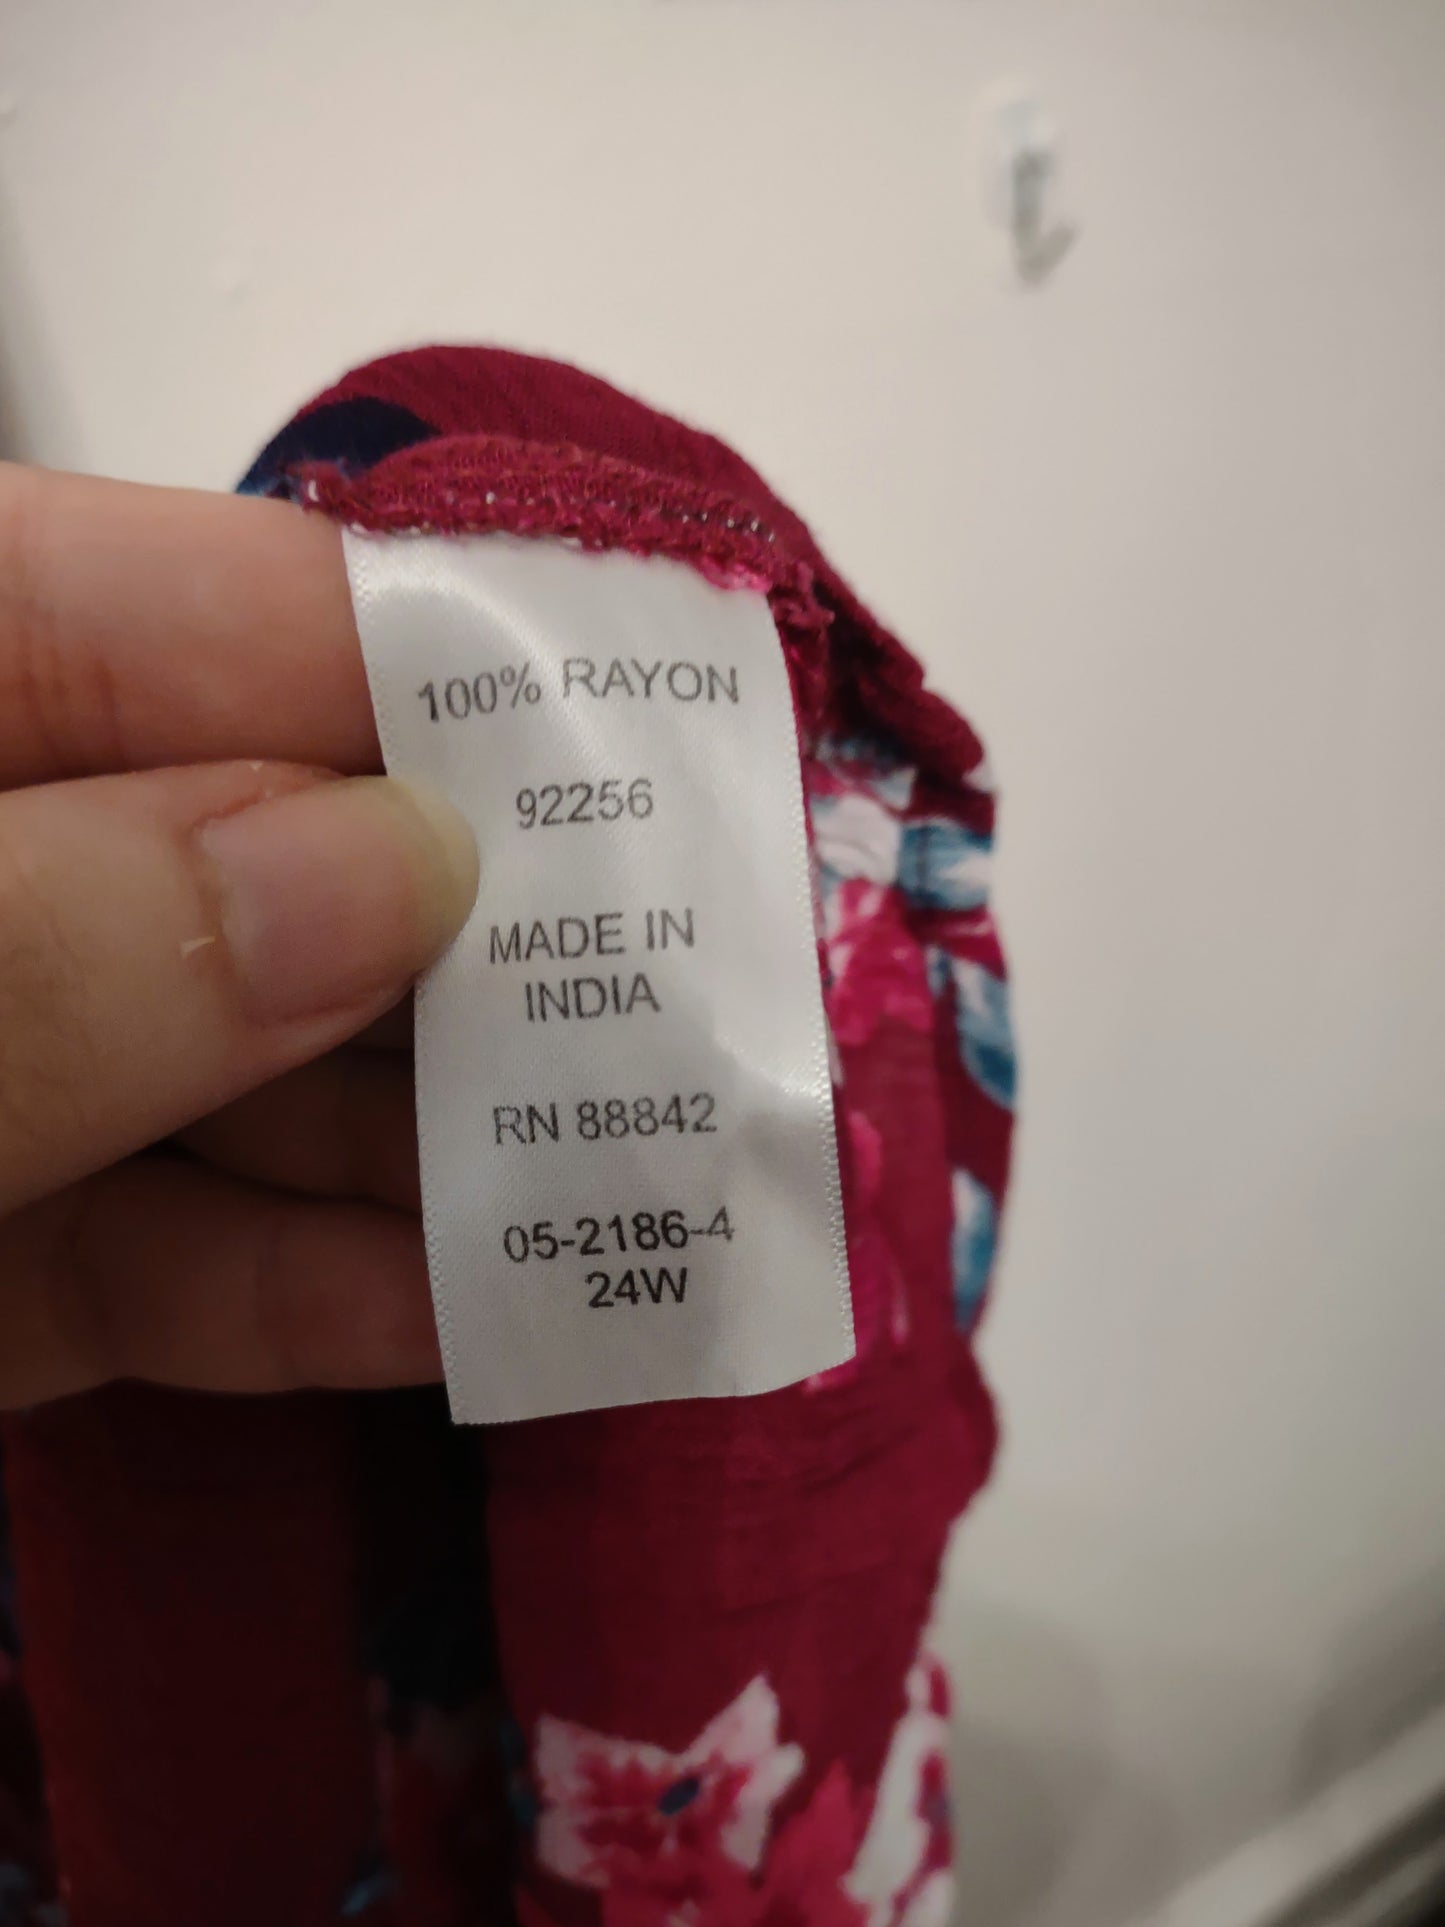 100% RAYON
92256
MADE IN
INDIA
RN 88842
05-2186-4
24W